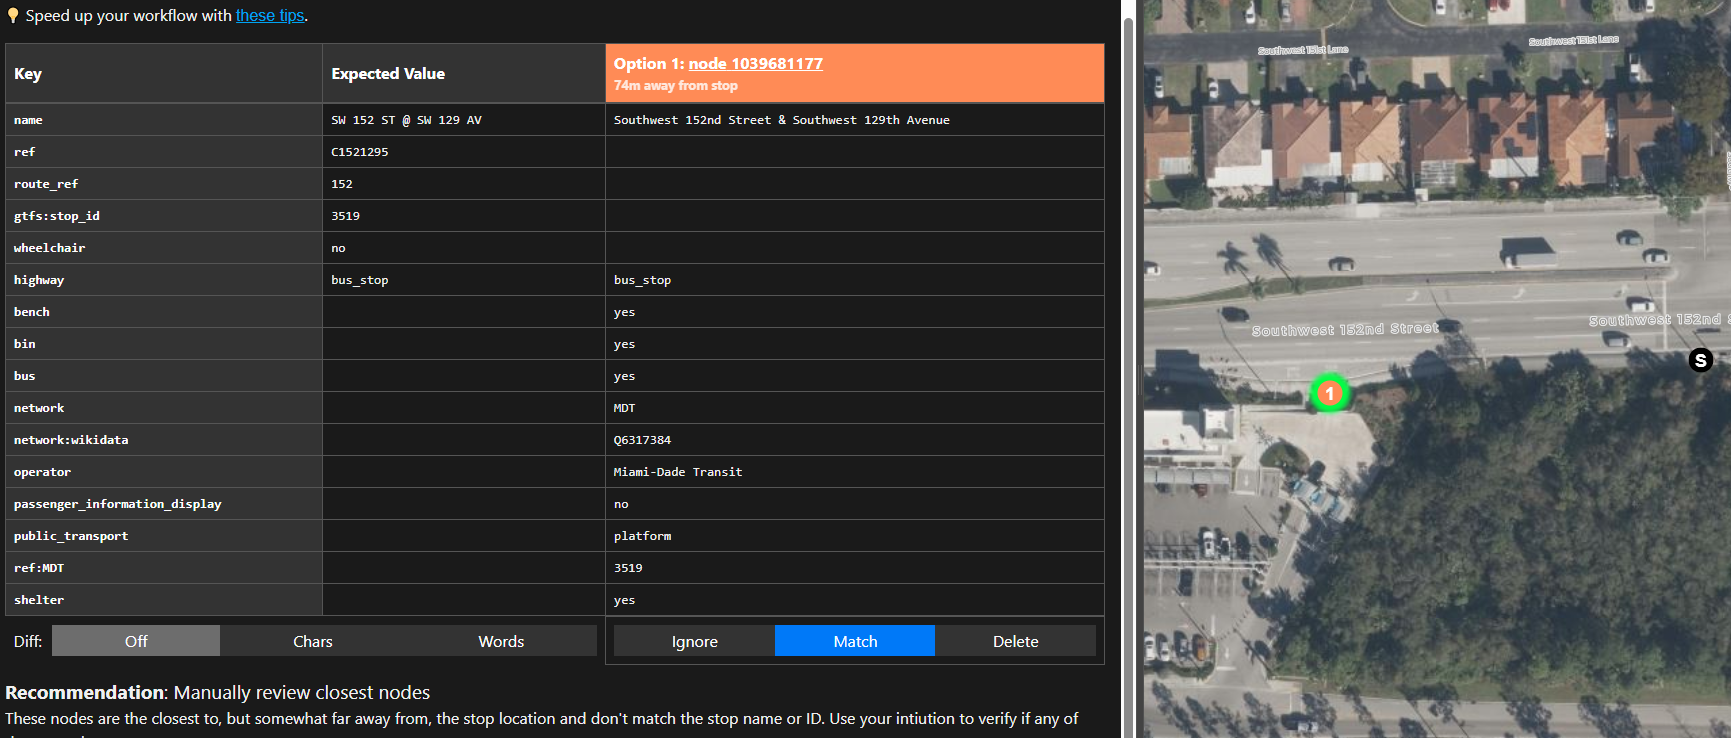 💡 Speed up your workflow with these tips.
Key Expected Value Option 1: node 1039681177
74m away from stop
name SW 152 ST @ SW 129 AV Southwest 152nd Street & Southwest 129th Avenue
ref C1521295
route_ref 152
gtfs:stop_id 3519
wheelchair no
highway bus_stop bus_stop
bench yes
bin yes
bus yes
network MDT
network:wikidata Q6317384
operator Miami-Dade Transit
passenger_information_display no
public_transport platform
ref:MDT 3519
shelter yes
Diff: Off Chars Words Ignore Match Delete
Recommendation: Manually review closest nodes
These nodes are the closest to, but somewhat far away from, the stop location and don't match the stop name or ID. Use your intiution to verify if any of
Southwest 151st Lane
Southwest 151st Lane
Southwest 152nd Street
Southwest 152nd S
S
1